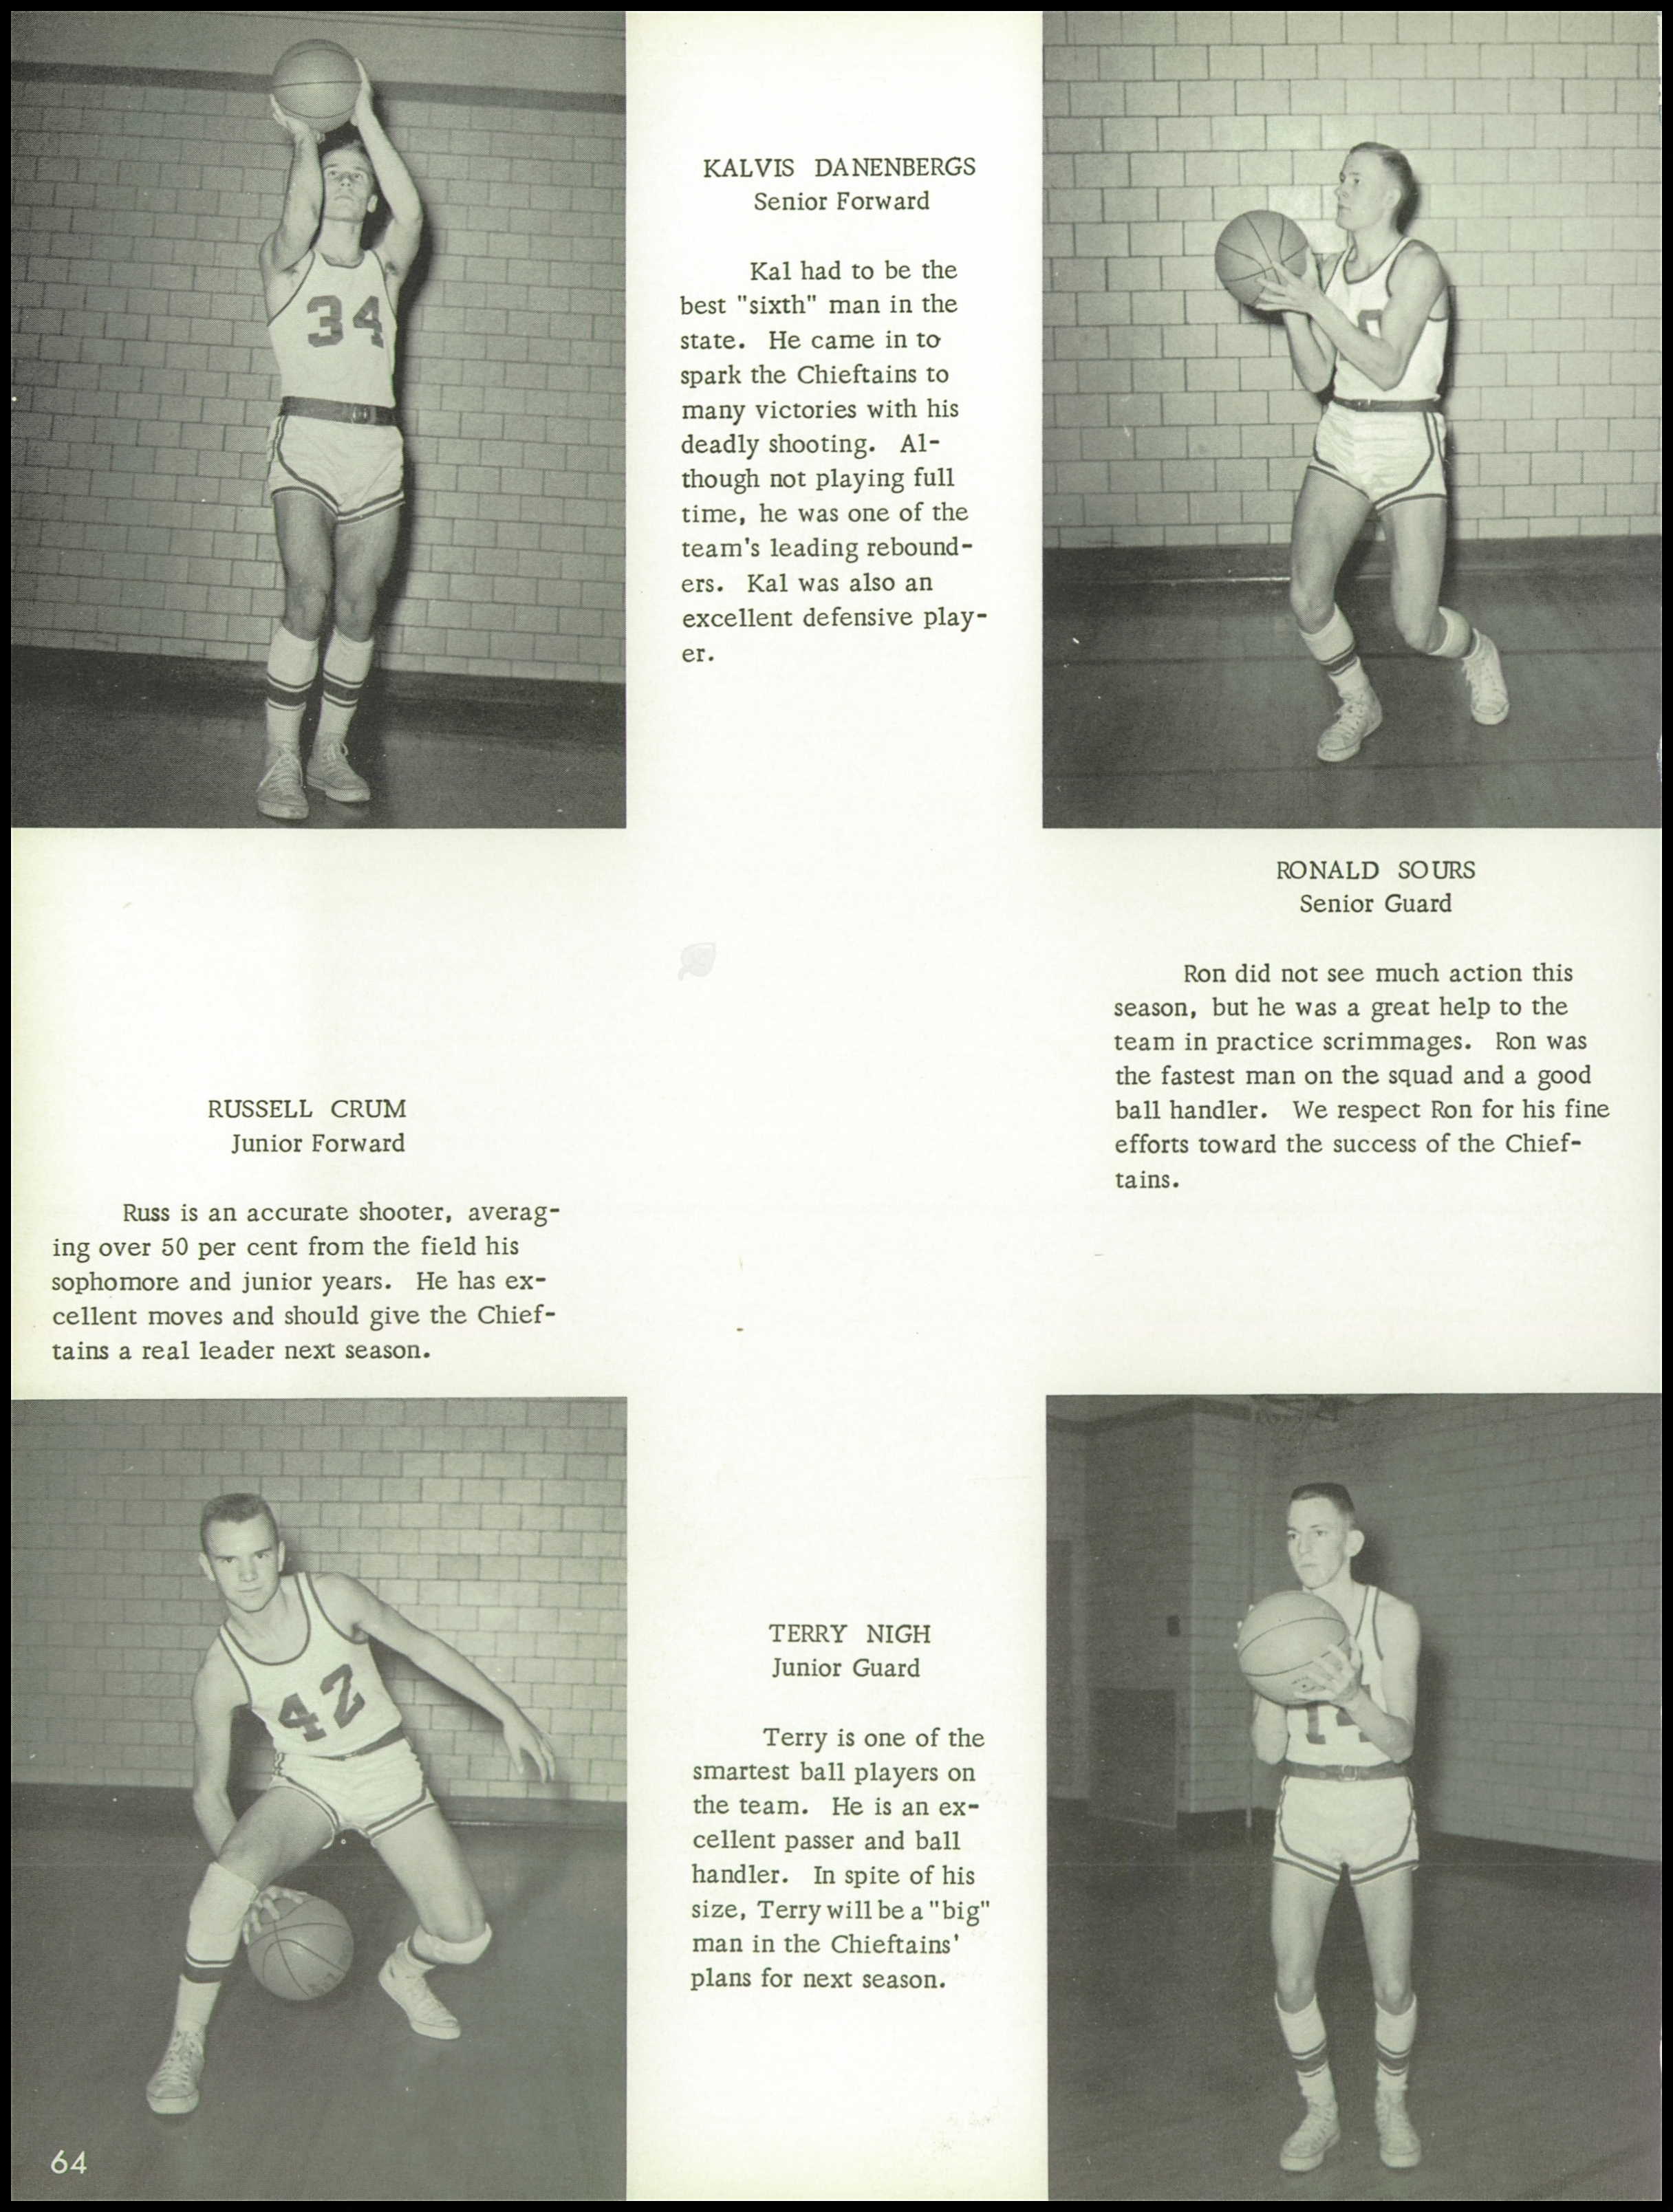 34
KALVIS DANENBERGS
Senior Forward
Kal had to be the
best "sixth" man in the
state. He came in to
spark the Chieftains to
many victories with his
deadly shooting. Al-
though not playing full
time, he was one of the
team's leading rebound-
ers. Kal was also an
excellent defensive play-
er.
RONALD SOURS
Senior Guard
Ron did not see much action this
season, but he was a great help to the
team in practice scrimmages. Ron was
the fastest man on the squad and a good
ball handler. We respect Ron for his fine
efforts toward the success of the Chief-
tains.
RUSSELL CRUM
Junior Forward
Russ is an accurate shooter, averag-
ing over 50 per cent from the field his
sophomore and junior years. He has ex-
cellent moves and should give the Chief-
tains a real leader next season.
42
TERRY NIGH
Junior Guard
Terry is one of the
smartest ball players on
the team. He is an ex-
cellent passer and ball
handler. In spite of his
size, Terry will be a "big"
man in the Chieftains'
plans for next season.
64